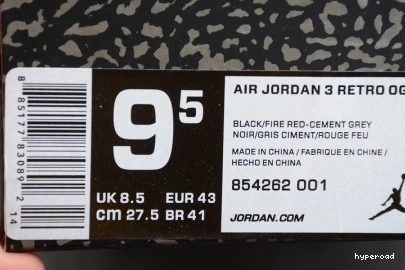 8 85177 83089 2 14
9⁵
UK 8.5 EUR 43
cm 27.5 BR 41
AIR JORDAN 3 RETRO OG
BLACK/FIRE RED-CEMENT GREY
NOIR/GRIS CIMENT/ROUGE FEU
MADE IN CHINA / FABRIQUE EN CHINE /
HECHO EN CHINA
854262 001
JORDAN.COM
hyperoad